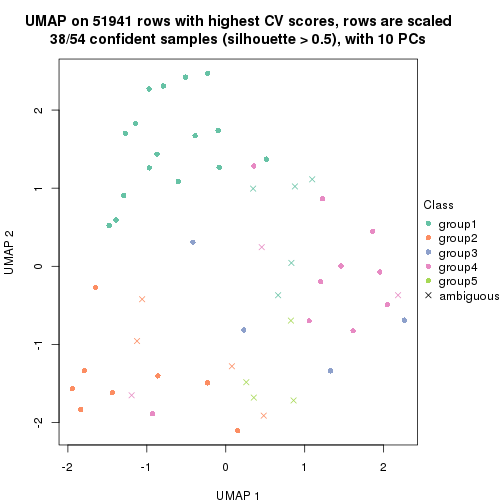 UMAP on 51941 rows with highest CV scores, rows are scaled
38/54 confident samples (silhouette > 0.5), with 10 PCs
UMAP 2
2
1
0
-1
-2
-2
-1
0
1
2
UMAP 1
Class
group1
group2
group3
group4
group5
ambiguous